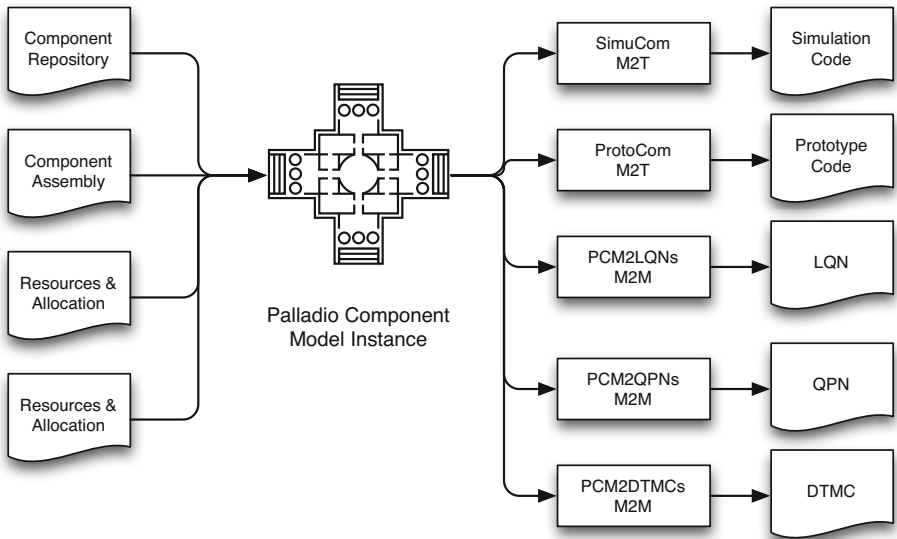 Component
Repository
Component
Assembly
Resources &
Allocation
Resources &
Allocation
Palladio Component
Model Instance
SimuCom
M2T
ProtoCom
M2T
PCM2LQNs
M2M
PCM2QPNs
M2M
PCM2DTMCs
M2M
Simulation
Code
Prototype
Code
LQN
QPN
DTMC